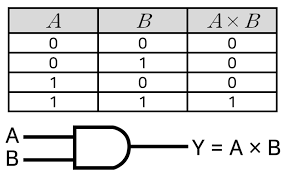 A B A × B
0 0 0
0 1 0
1 0 0
1 1 1
A
B
Y = A × B